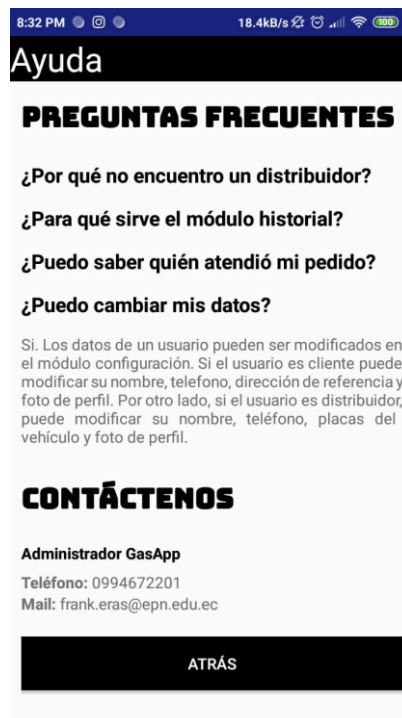 8:32 PM 18.4kB/s 100
Ayuda
PREGUNTAS FRECUENTES
¿Por qué no encuentro un distribuidor?
¿Para qué sirve el módulo historial?
¿Puedo saber quién atendió mi pedido?
¿Puedo cambiar mis datos?
Si. Los datos de un usuario pueden ser modificados en
el módulo configuración. Si el usuario es cliente puede
modificar su nombre, telefono, dirección de referencia y
foto de perfil. Por otro lado, si el usuario es distribuidor,
puede modificar su nombre, teléfono, placas del
vehículo y foto de perfil.
CONTÁCTENOS
Administrador GasApp
Teléfono: 0994672201
Mail: frank.eras@epn.edu.ec
ATRÁS